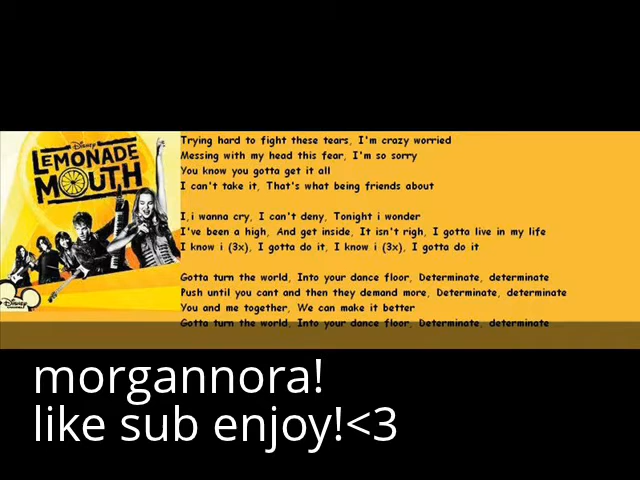 Disney
LEMONADE
MOUTH
Trying hard to fight these tears, I'm crazy worried
Messing with my head this fear, I'm so sorry
You know you gotta get it all
I can't take it, That's what being friends about
I,i wanna cry, I can't deny, Tonight i wonder
I've been a high, And get inside, It isn't righ, I gotta live in my life
I know i (3x), I gotta do it, I know i (3x), I gotta do it
Gotta turn the world, Into your dance floor, Determinate, determinate
Push until you cant and then they demand more, Determinate, determinate
You and me together, We can make it better
Gotta turn the world, Into your dance floor, Determinate, determinate
Disney
morgannora!
like sub enjoy!<3